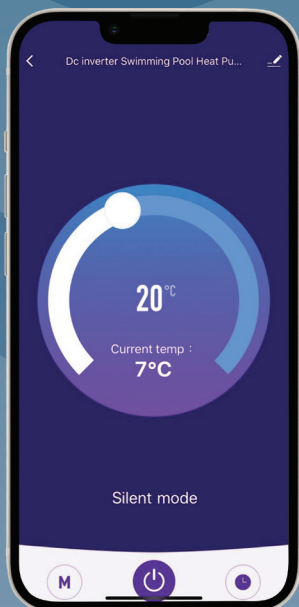 Dc inverter Swimming Pool Heat Pu...
20°C
Current temp :
7°C
Silent mode
M